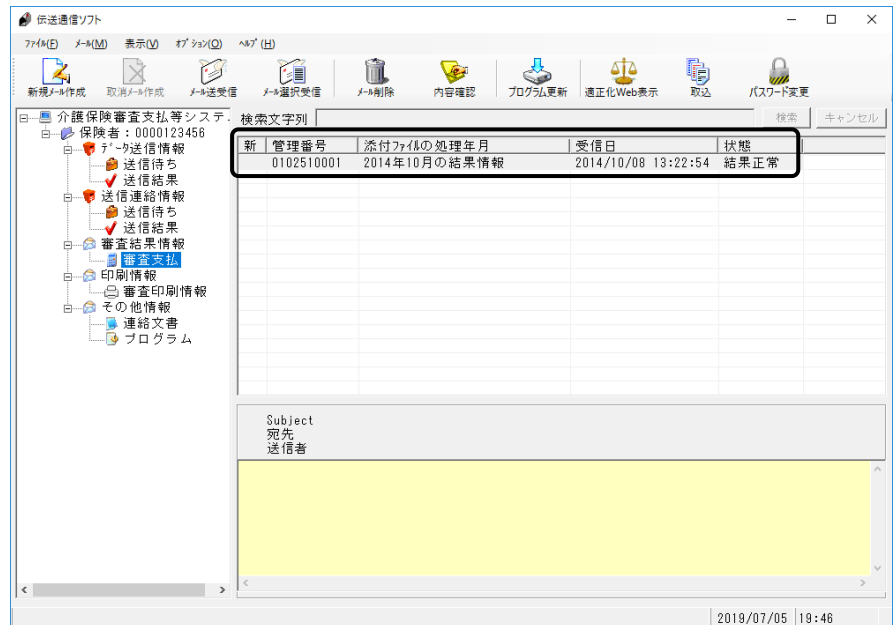 伝送通信ソフト
ファイル(F) メール(M) 表示(V) オプション(O) ヘルプ(H)
新規メール作成 取消メール作成 メール送受信 メール選択受信 メール削除 内容確認 プログラム更新 適正化Web表示 取込 パスワード変更
検索文字列 検索 キャンセル
介護保険審査支払等システ
保険者：0000123456
データ送信情報
送信待ち
送信結果
送信連絡情報
送信待ち
送信結果
審査結果情報
審査支払
印刷情報
審査印刷情報
その他情報
連絡文書
プログラム
新 管理番号 添付ファイルの処理年月 受信日 状態
0102510001 2014年10月の結果情報 2014/10/08 13:22:54 結果正常
Subject
宛先
送信者
2019/07/05 19:46